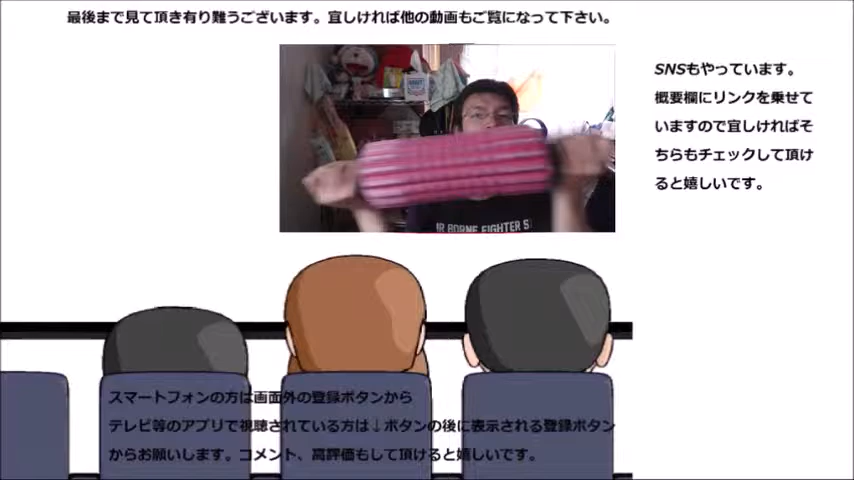 最後まで見て頂き有り難うございます。宜しければ他の動画もご覧になって下さい。
SNSもやっています。
概要欄にリンクを乗せて
いますので宜しければそ
ちらもチェックして頂け
ると嬉しいです。
スマートフォンの方は画面外の登録ボタンから
テレビ等のアプリで視聴されている方は↓ボタンの後に表示される登録ボタン
からお願いします。コメント、高評価もして頂けると嬉しいです。